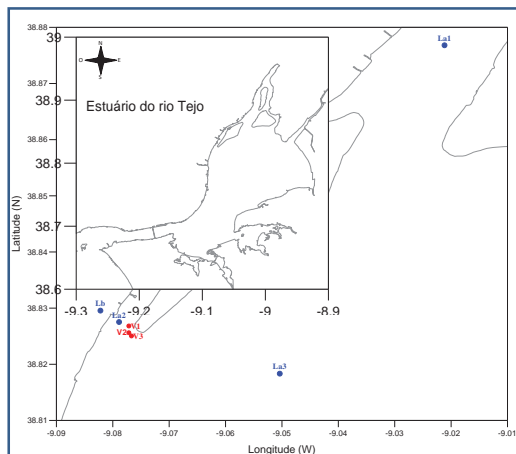 38.88
38.87
38.86
38.85
38.84
38.83
38.82
38.81
Latitude (N)
39
38.9
38.8
38.7
38.6
N
O
E
S
Estuário do rio Tejo
-9.3
-9.2
-9.1
-9
-8.9
La1
Lb
La2
V1
V2
V3
La3
-9.09
-9.08
-9.07
-9.06
-9.05
-9.04
-9.03
-9.02
-9.01
Longitude (W)